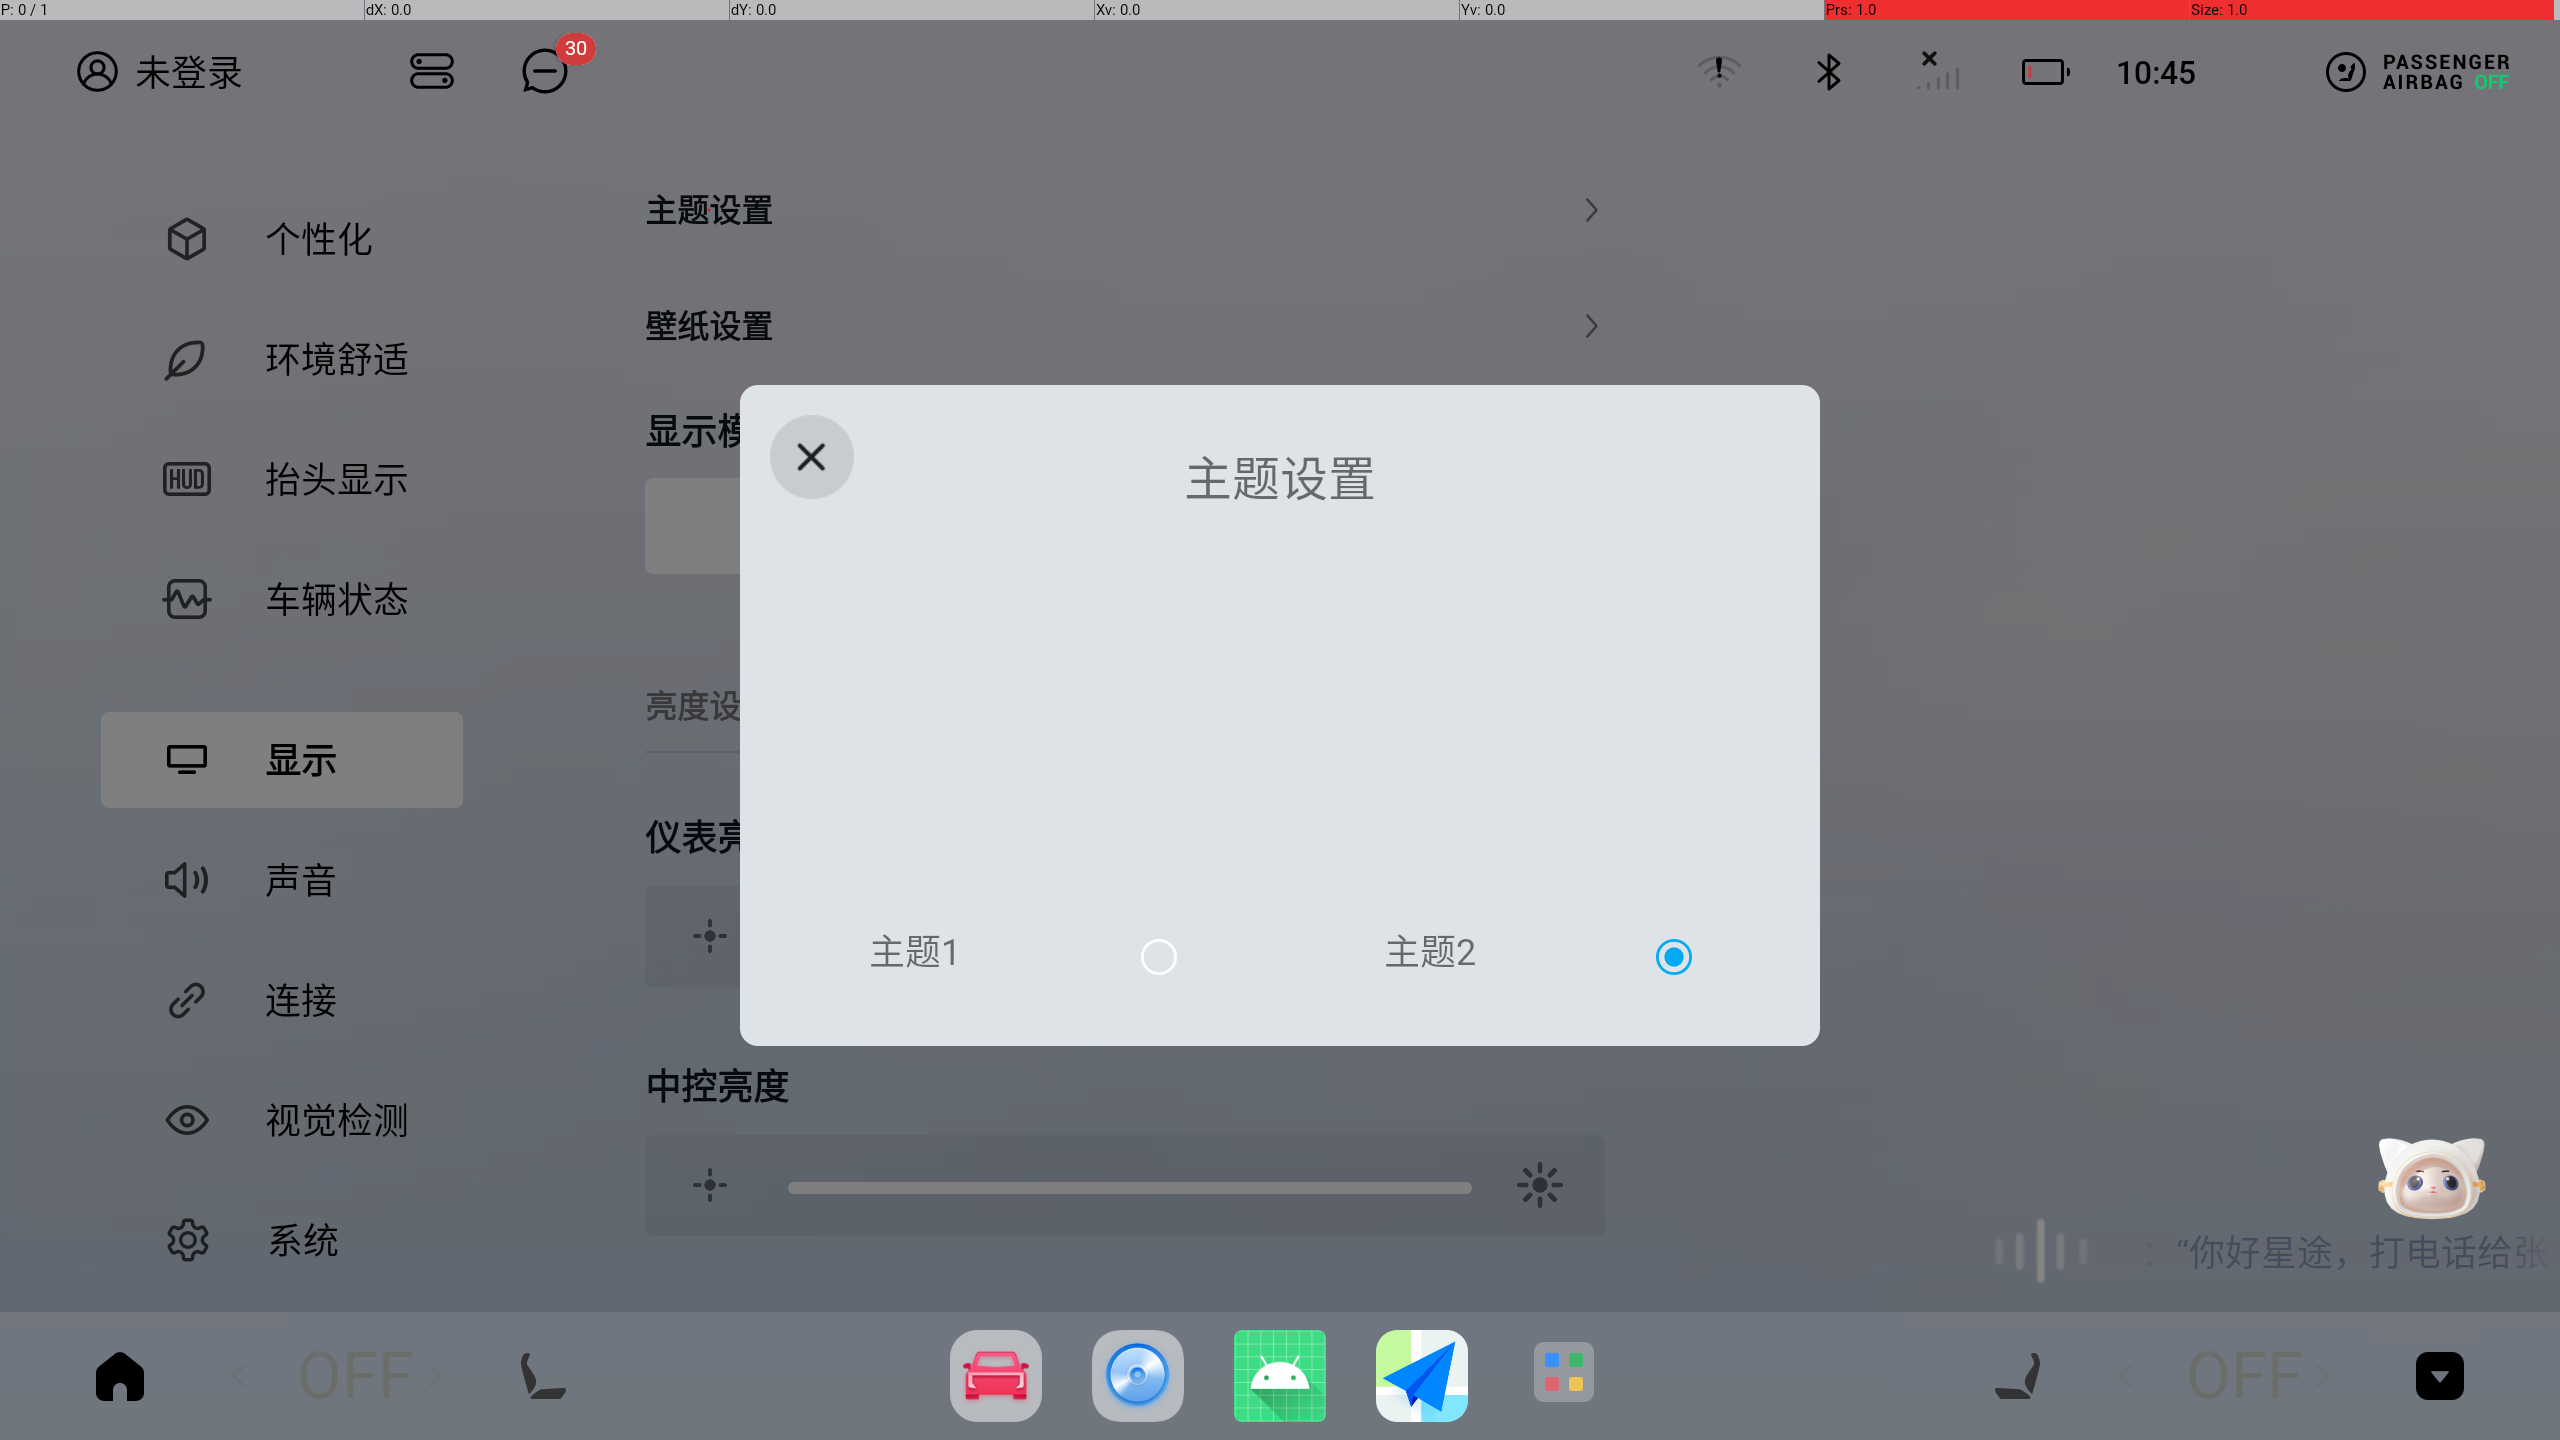 P: 0 / 1
dX: 0.0
dY: 0.0
Xv: 0.0
Yv: 0.0
Prs: 1.0
Size: 1.0
未登录
30
10:45
PASSENGER
AIRBAG OFF
个性化
环境舒适
HUD
抬头显示
车辆状态
显示
声音
连接
视觉检测
系统
主题设置
壁纸设置
显示模
亮度设
仪表亮
中控亮度
主题设置
主题1
主题2
：“你好星途，打电话给张
OFF
OFF